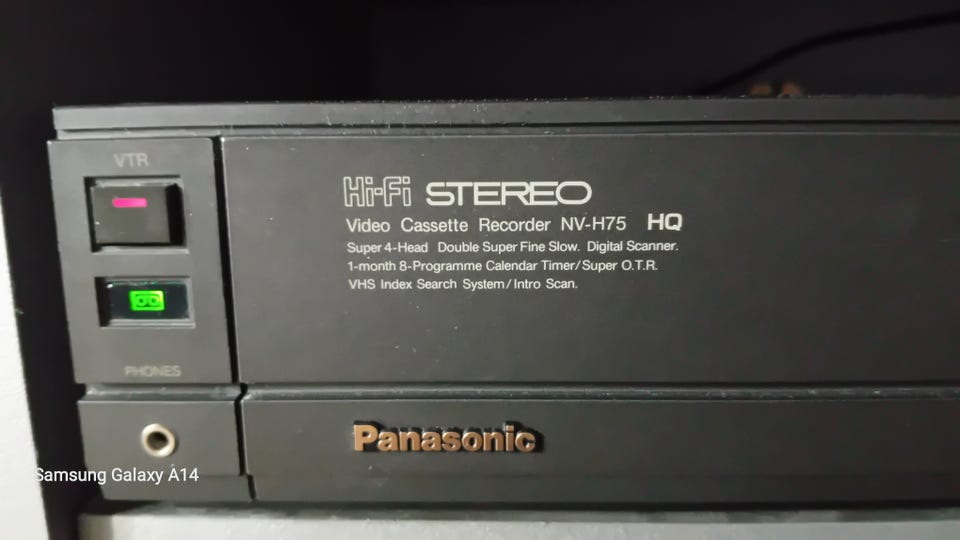 VTR
Hi-Fi STEREO
Video Cassette Recorder NV-H75 HQ
Super 4-Head Double Super Fine Slow. Digital Scanner.
1-month 8-Programme Calendar Timer/Super O.T.R.
VHS Index Search System/Intro Scan.
PHONES
Panasonic
Samsung Galaxy A14